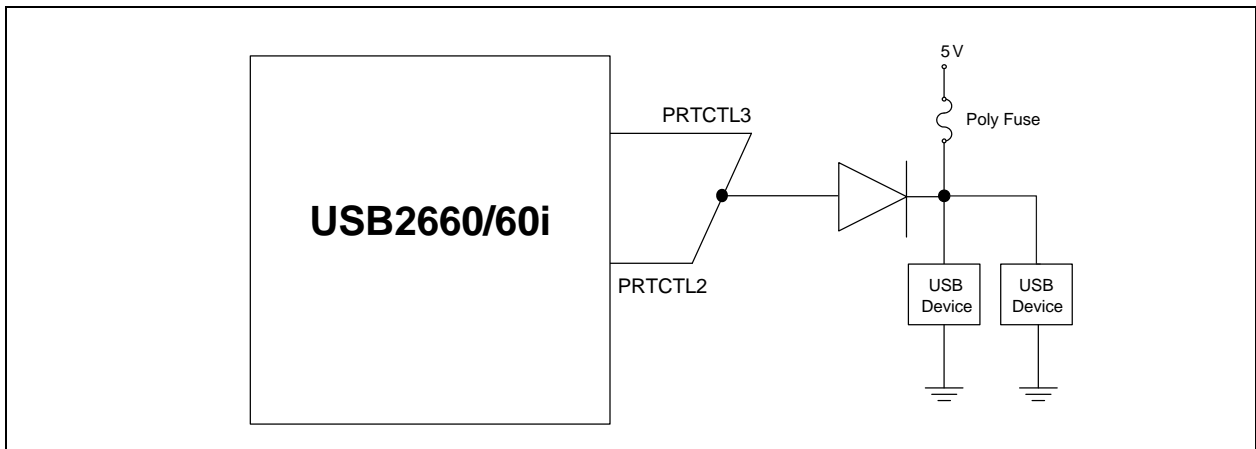 5 V
Poly Fuse
PRTCTL3
USB2660/60i
PRTCTL2
USB
Device
USB
Device